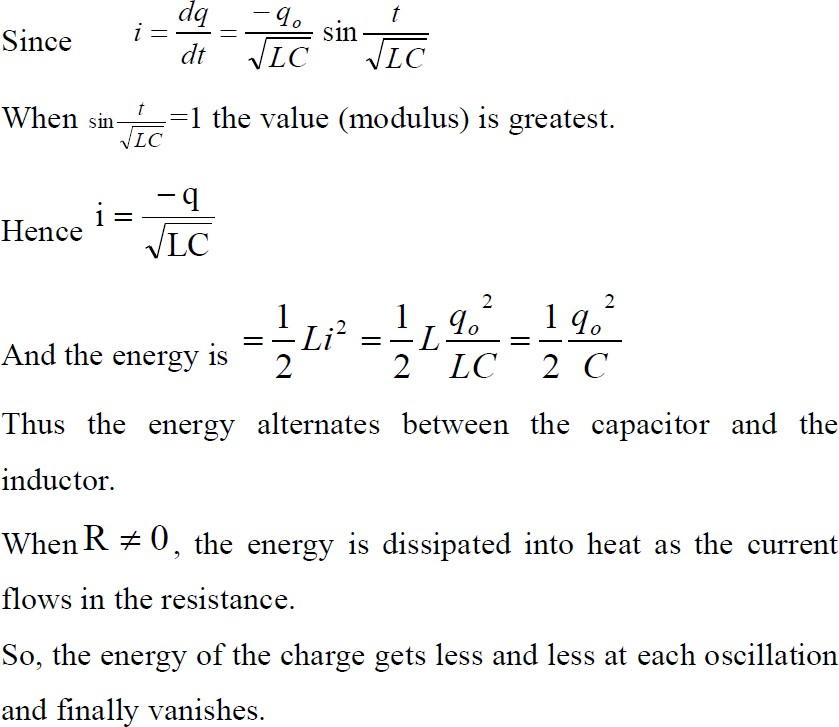 Since i = dq/dt = -qₒ/√LC sin t/√LC
When sin t/√LC =1 the value (modulus) is greatest.
Hence i = -q/√LC
And the energy is = 1/2 Li² = 1/2 L qₒ²/LC = 1/2 qₒ²/C
Thus the energy alternates between the capacitor and the
inductor.
When R ≠ 0, the energy is dissipated into heat as the current
flows in the resistance.
So, the energy of the charge gets less and less at each oscillation
and finally vanishes.